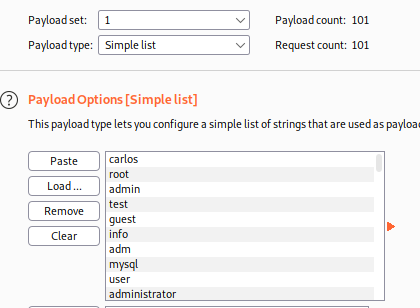 Payload set: 1 Payload count: 101
Payload type: Simple list Request count: 101
? Payload Options [Simple list]
This payload type lets you configure a simple list of strings that are used as payload
Paste
Load ...
Remove
Clear
carlos
root
admin
test
guest
info
adm
mysql
user
administrator